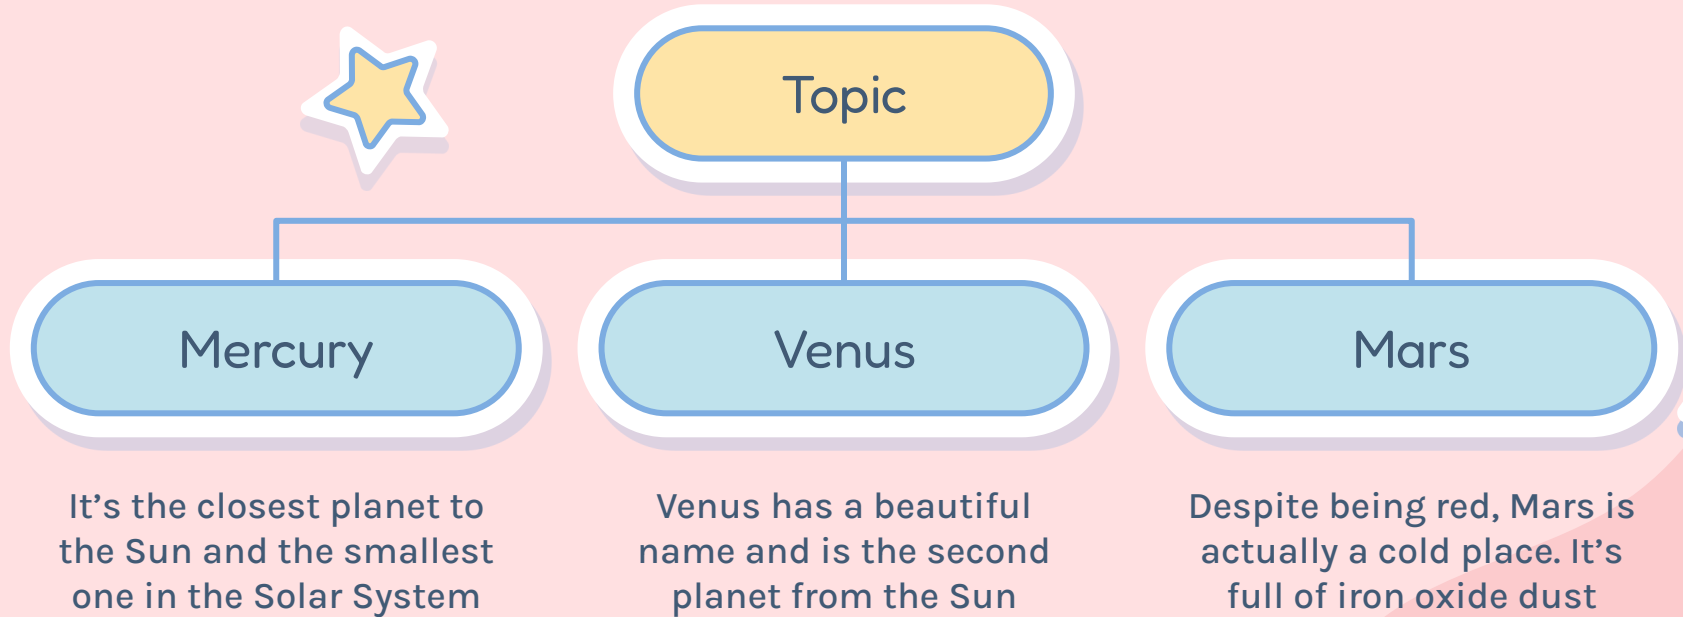 Topic
Mercury
Venus
Mars
It’s the closest planet to
the Sun and the smallest
one in the Solar System
Venus has a beautiful
name and is the second
planet from the Sun
Despite being red, Mars is
actually a cold place. It’s
full of iron oxide dust